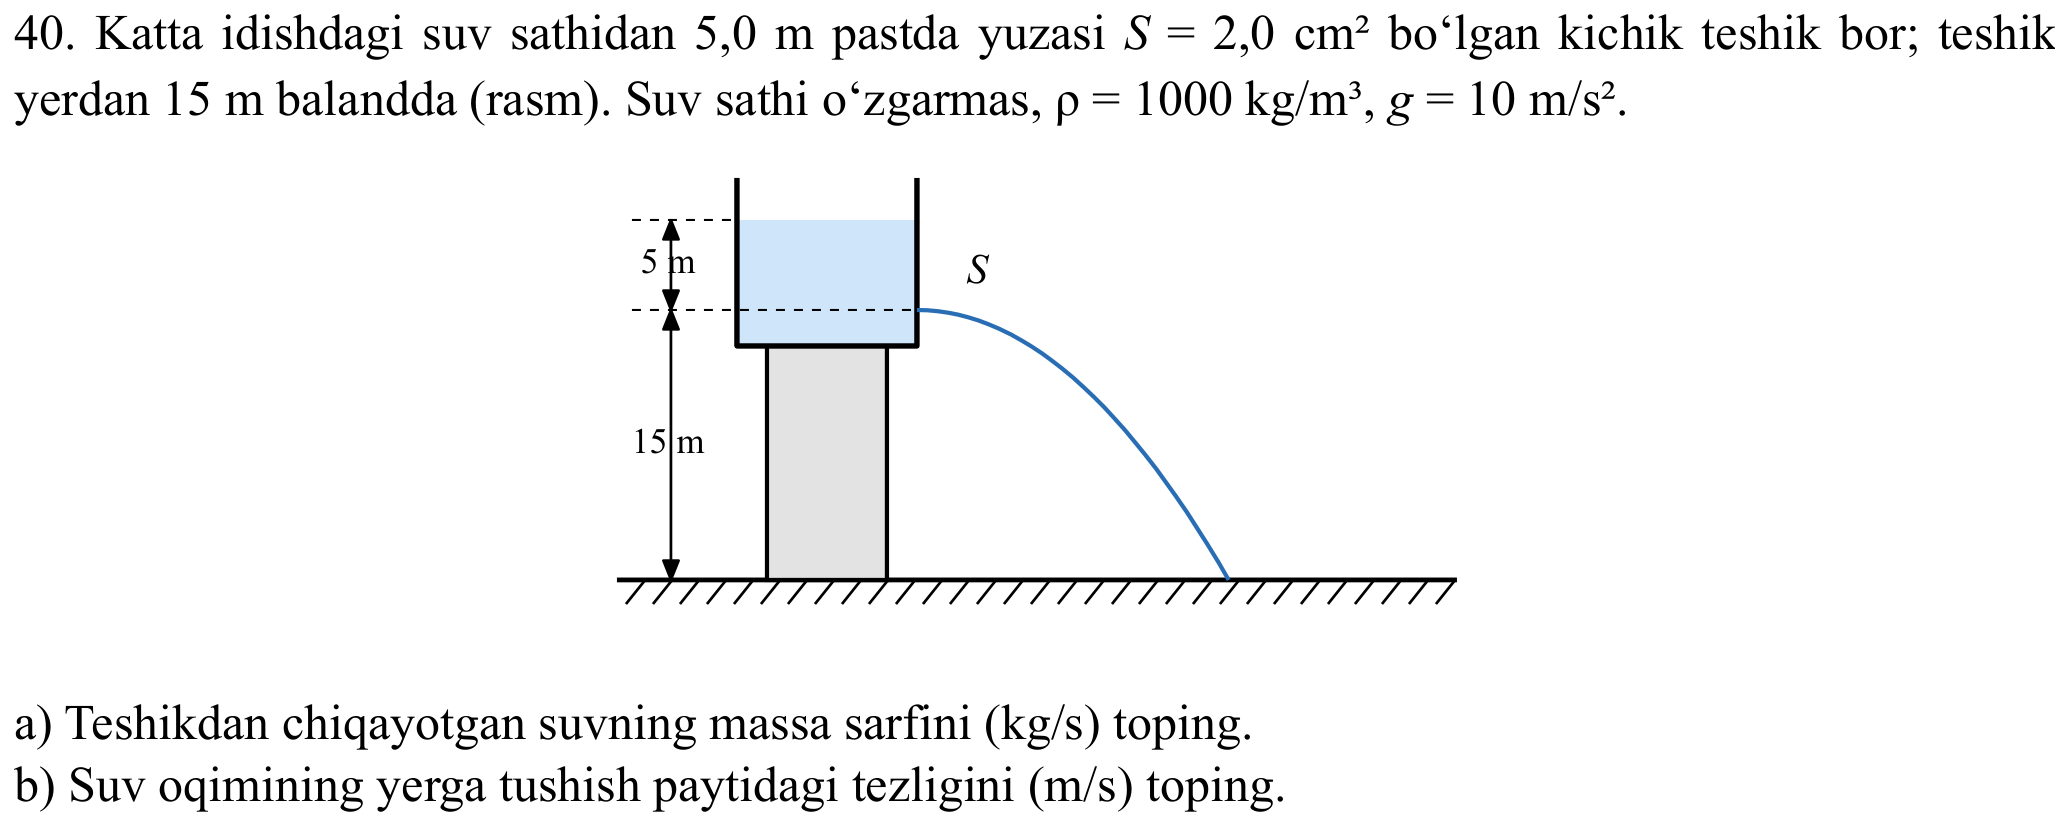 40. Katta idishdagi suv sathidan 5,0 m pastda yuzasi S = 2,0 cm² bo‘lgan kichik teshik bor; teshik
yerdan 15 m balandda (rasm). Suv sathi o‘zgarmas, ρ = 1000 kg/m³, g = 10 m/s².
5 m
S
15 m
a) Teshikdan chiqayotgan suvning massa sarfini (kg/s) toping.
b) Suv oqimining yerga tushish paytidagi tezligini (m/s) toping.